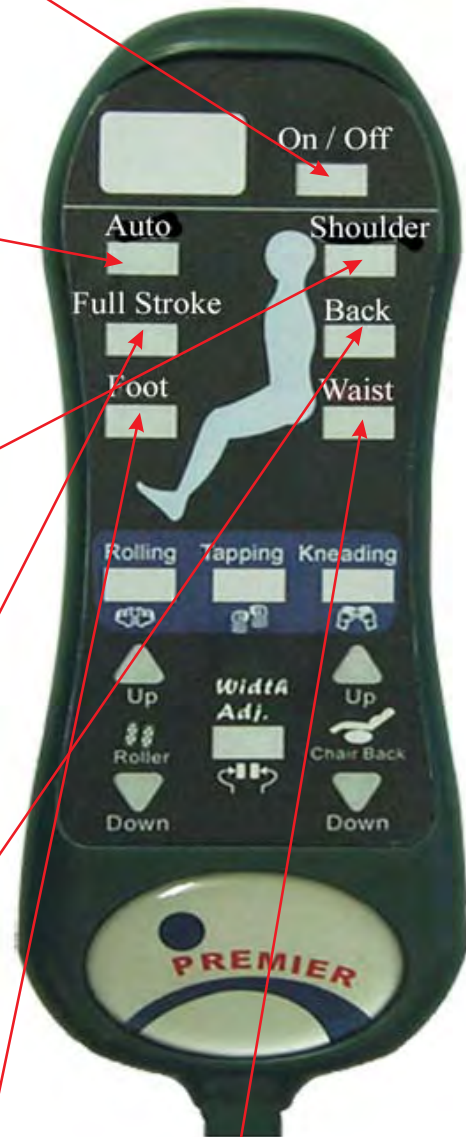 On / Off
Auto
Shoulder
Full Stroke
Back
Foot
Waist
Rolling
Tapping
Kneading
Up
Width
Adj.
Up
Roller
Chair Back
Down
Down
PREMIER